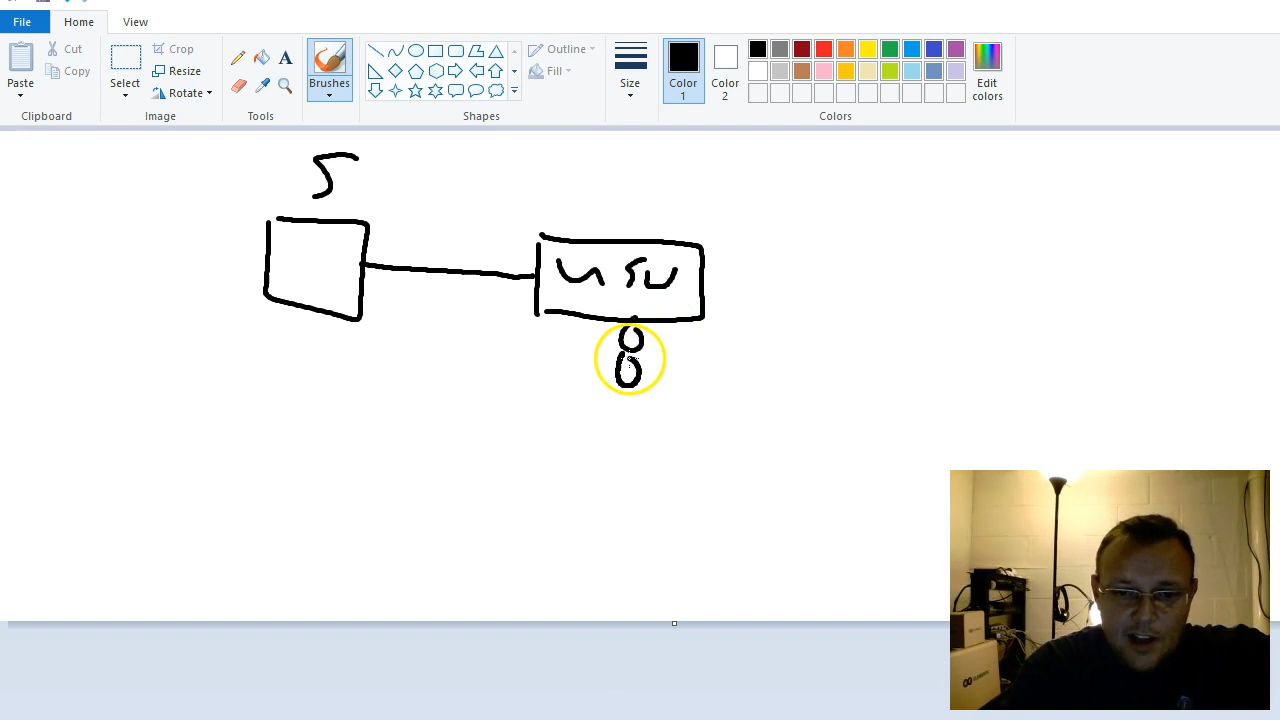 File Home View
Paste Cut Copy Clipboard
Select Crop Resize Rotate Image
A Tools
Brushes
Outline Fill Shapes
Size
Color 1
Color 2
Edit colors
Colors
5